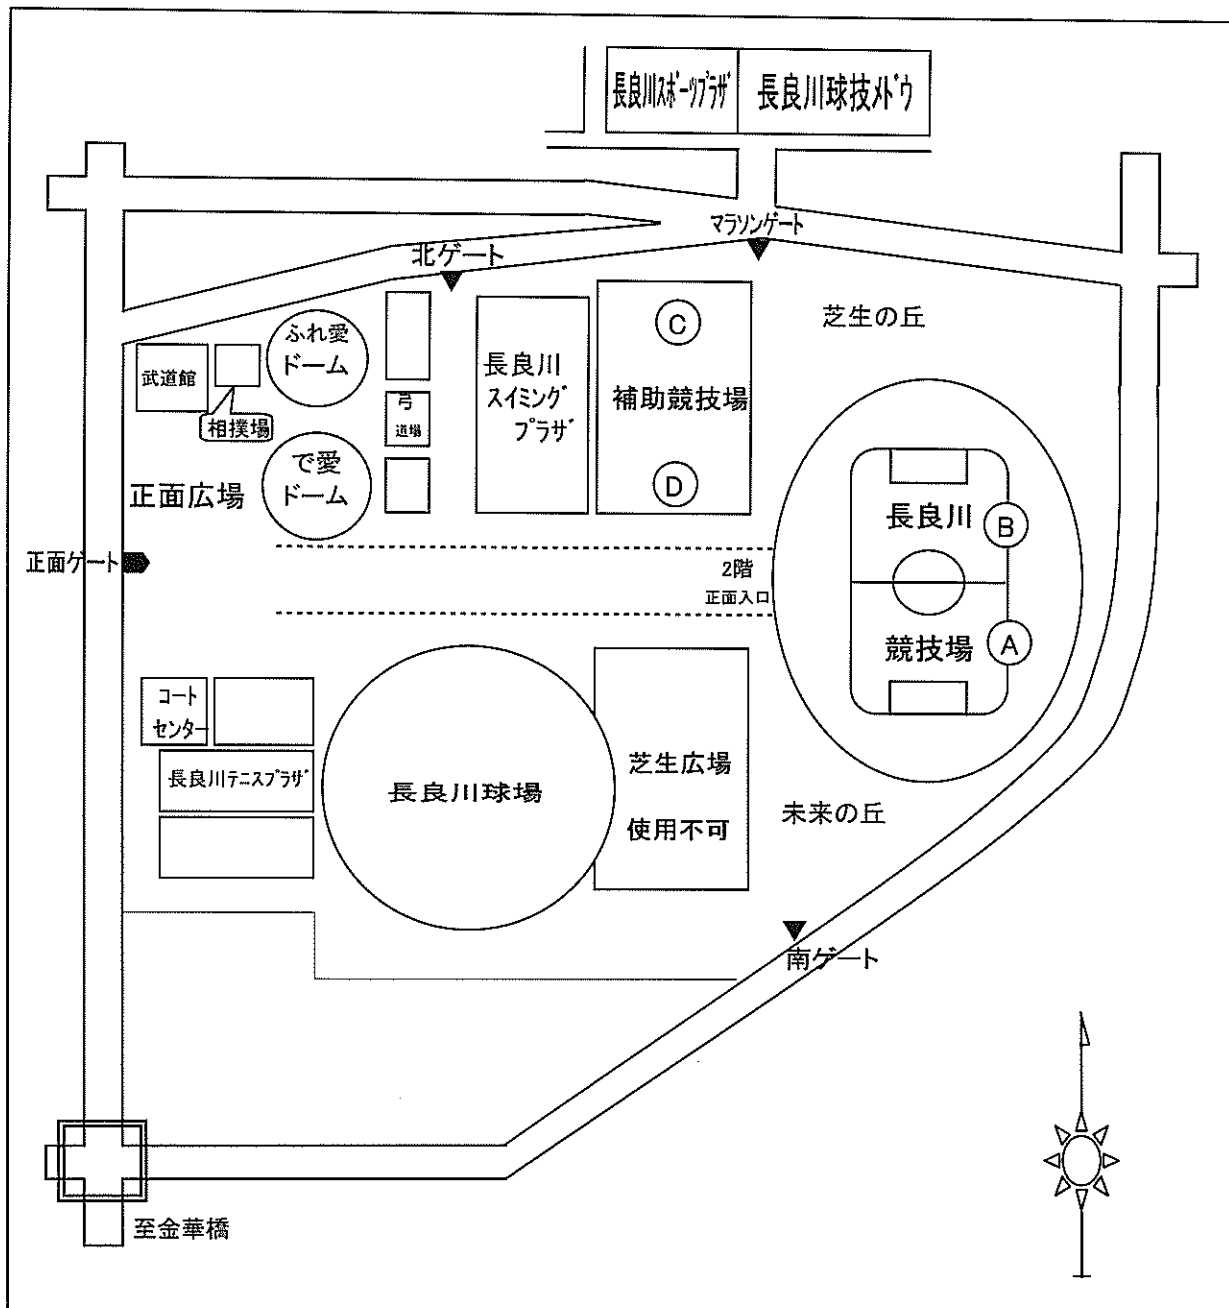 長良川スポーツプラザ
長良川球技メドウ
マラソンゲート
北ゲート
C
芝生の丘
ふれ愛
ドーム
武道館
長良川
スイミング
プラザ
補助競技場
弓
道場
相撲場
で愛
ドーム
D
正面広場
長良川
B
正面ゲート
2階
正面入口
競技場
A
コート
センター
長良川テニスプラザ
長良川球場
芝生広場
使用不可
未来の丘
南ゲート
至金華橋